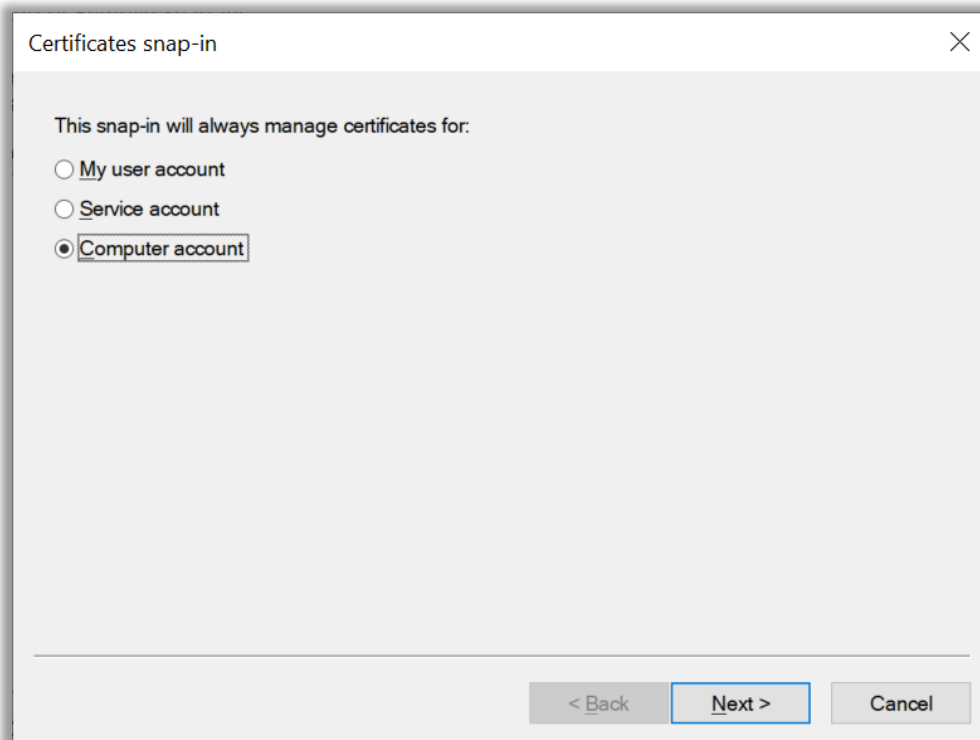 Certificates snap-in
This snap-in will always manage certificates for:
My user account
Service account
Computer account
< Back
Next >
Cancel